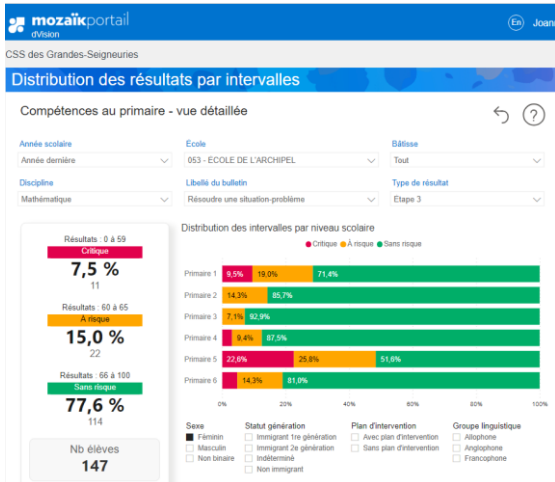 mozaïkportail
dVision
En
Joan
CSS des Grandes-Seigneuries
Distribution des résultats par intervalles
Compétences au primaire - vue détaillée
?
Année scolaire
École
Bâtisse
Année dernière
053 - ECOLE DE L'ARCHIPEL
Tout
Discipline
Libellé du bulletin
Type de résultat
Mathématique
Résoudre une situation-problème
Etape 3
Résultats : 0 à 59
Critique
7,5 %
11
Résultats : 60 à 65
À risque
15,0 %
22
Résultats : 66 à 100
Sans risque
77,6 %
114
Nb élèves
147
Distribution des intervalles par niveau scolaire
Critique À risque Sans risque
Primaire 1 9,5% 19,0% 71,4%
Primaire 2 14,3% 85,7%
Primaire 3 7,1% 92,9%
Primaire 4 9,4% 87,5%
Primaire 5 22,6% 25,8% 51,6%
Primaire 6 14,3% 81,0%
0% 20% 40% 60% 80% 100%
Sexe
Féminin
Masculin
Non binaire
Statut génération
Immigrant 1re génération
Immigrant 2e génération
Indéterminé
Non immigrant
Plan d'intervention
Avec plan d'intervention
Sans plan d'intervention
Groupe linguistique
Allophone
Anglophone
Francophone